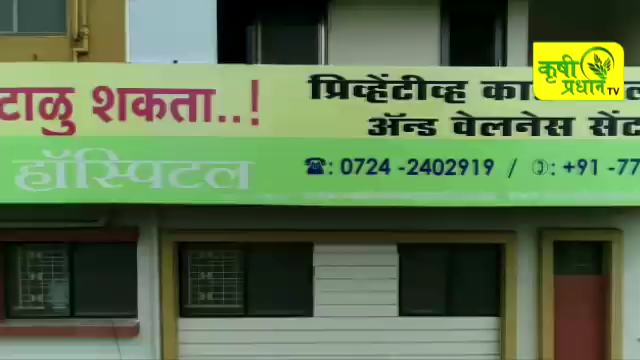 टाळु शकता..!
प्रिव्हेंटीव्ह
ॲन्ड वेलनेस सेंट
हॉस्पिटल
☎: 0724 -2402919 / ✆: +91 -77
कृषी
प्रधान
TV